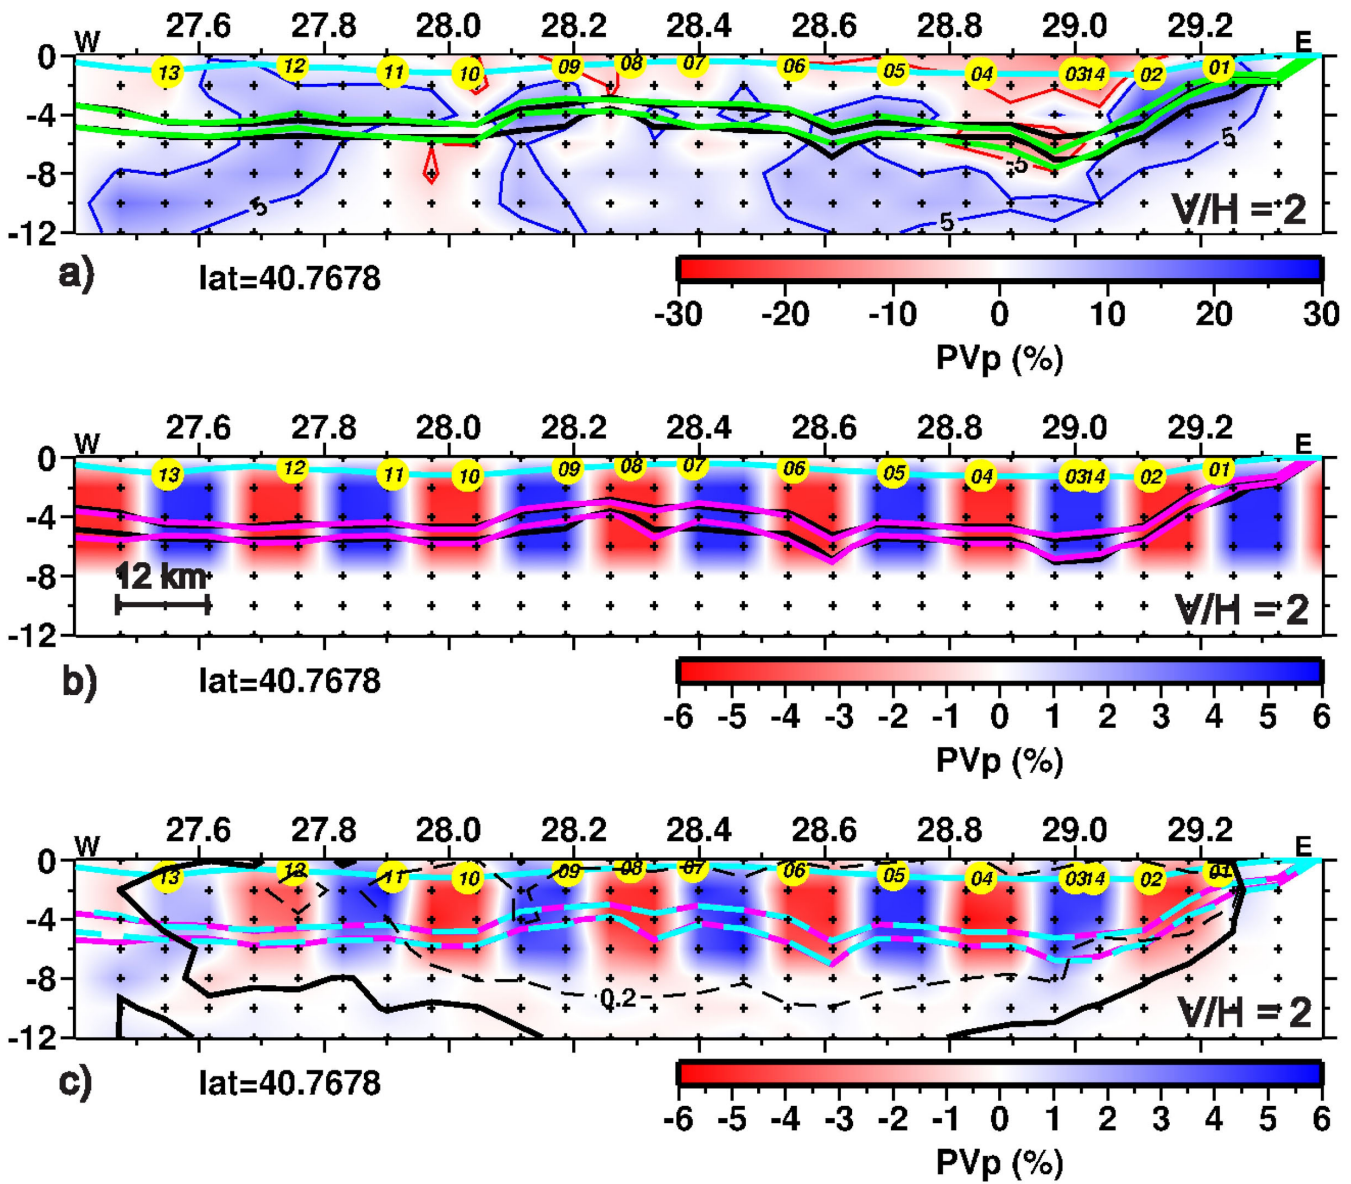 27.6 27.8 28.0 28.2 28.4 28.6 28.8 29.0 29.2
W E
0
13 12 11 10 09 08 07 06 05 04 03 14 02 01
-4
-5
5
-8
5
5
V/H = 2
-12
a)
lat=40.7678
-30 -20 -10 0 10 20 30
PVp (%)
27.6 27.8 28.0 28.2 28.4 28.6 28.8 29.0 29.2
W E
0
13 12 11 10 09 08 07 06 05 04 03 14 02 01
-4
-8
12 km
V/H = 2
-12
b)
lat=40.7678
-6 -5 -4 -3 -2 -1 0 1 2 3 4 5 6
PVp (%)
27.6 27.8 28.0 28.2 28.4 28.6 28.8 29.0 29.2
W E
0
13 12 11 10 09 08 07 06 05 04 03 14 02 01
-4
-8
0.2
V/H = 2
-12
c)
lat=40.7678
-6 -5 -4 -3 -2 -1 0 1 2 3 4 5 6
PVp (%)